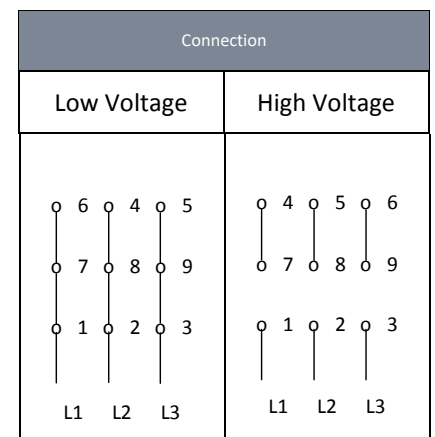 Connection
Low Voltage High Voltage
o 6 o 4 o 5
o 7 o 8 o 9
o 1 o 2 o 3
L1 L2 L3
o 4 o 5 o 6
o 7 o 8 o 9
o 1 o 2 o 3
L1 L2 L3